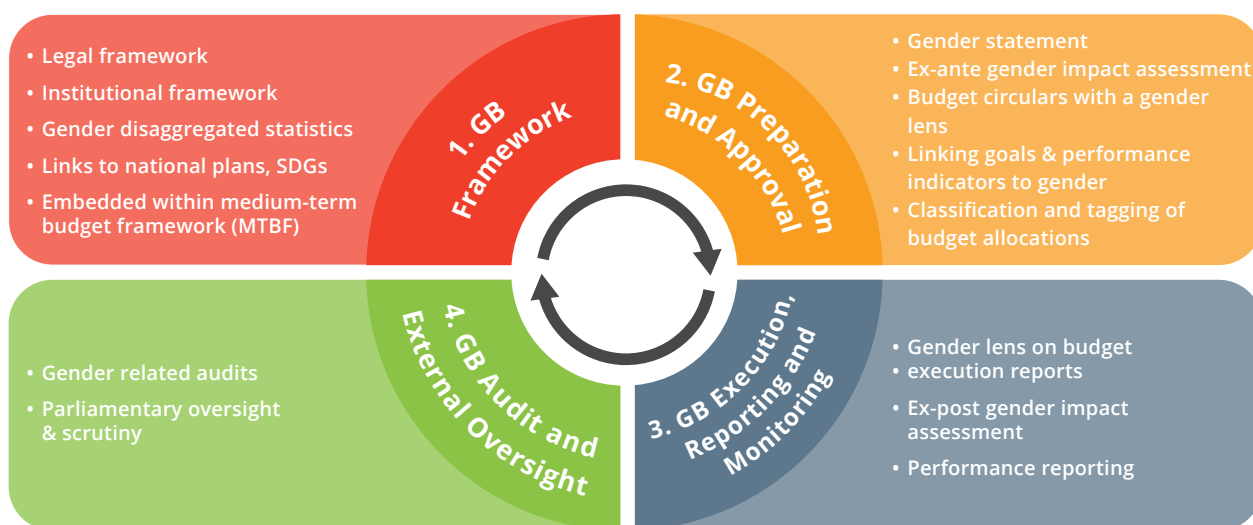 • Legal framework
• Institutional framework
• Gender disaggregated statistics
• Links to national plans, SDGs
• Embedded within medium-term
budget framework (MTBF)
1. GB
Framework
2. GB Preparation
and Approval
• Gender statement
• Ex-ante gender impact assessment
• Budget circulars with a gender
lens
• Linking goals & performance
indicators to gender
• Classification and tagging of
budget allocations
3. GB Execution,
Reporting and
Monitoring
• Gender lens on budget
• execution reports
• Ex-post gender impact
assessment
• Performance reporting
4. GB Audit and
External Oversight
• Gender related audits
• Parliamentary oversight
& scrutiny